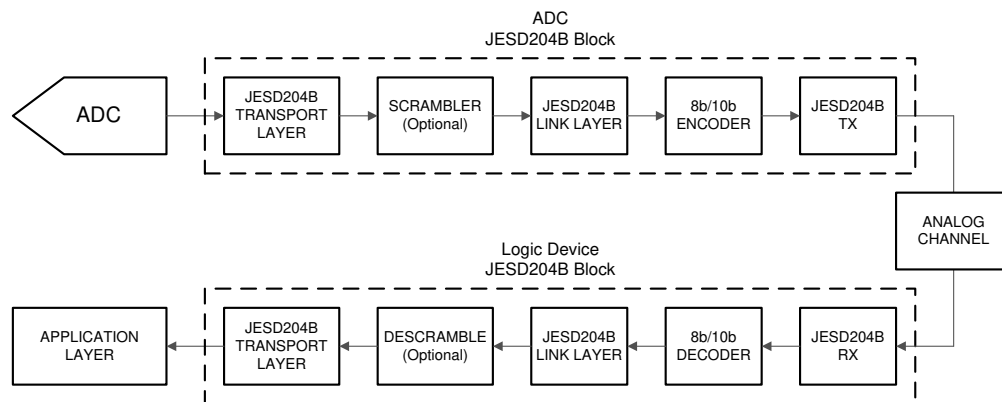 ADC
JESD204B Block
ADC
JESD204B
TRANSPORT
LAYER
SCRAMBLER
(Optional)
JESD204B
LINK LAYER
8b/10b
ENCODER
JESD204B
TX
ANALOG
CHANNEL
Logic Device
JESD204B Block
APPLICATION
LAYER
JESD204B
TRANSPORT
LAYER
DESCRAMBLE
(Optional)
JESD204B
LINK LAYER
8b/10b
DECODER
JESD204B
RX